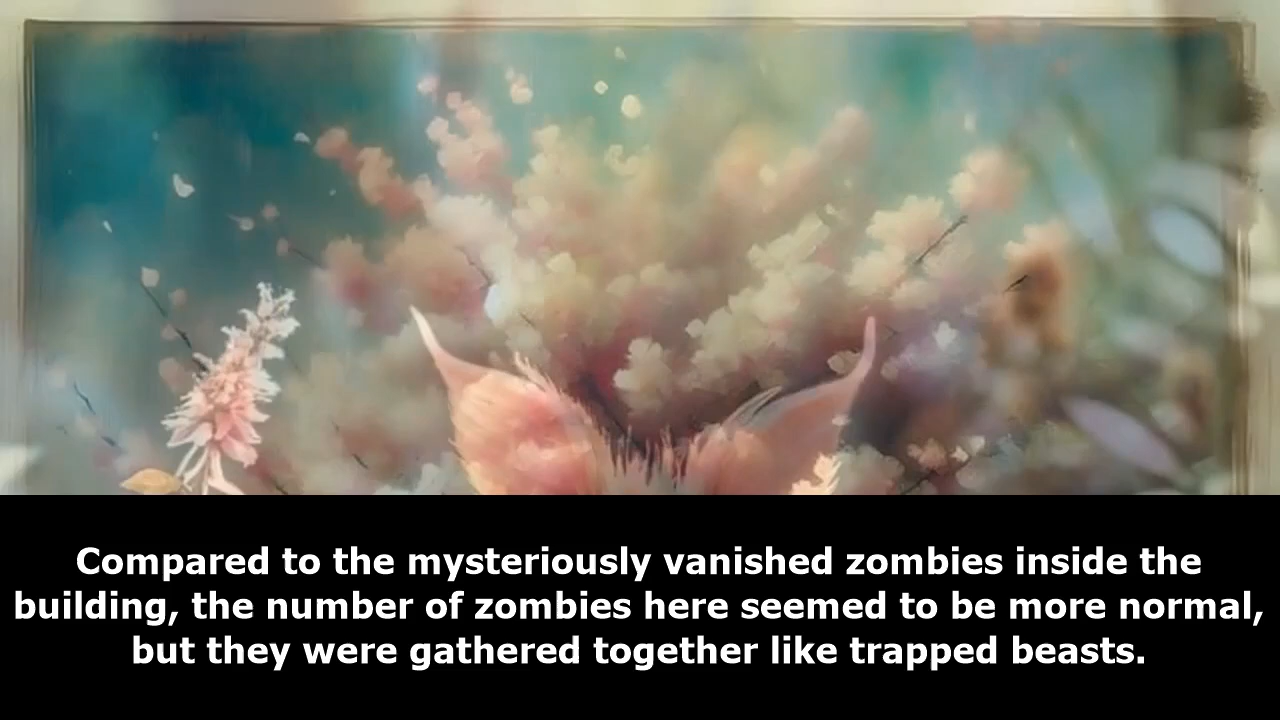 Compared to the mysteriously vanished zombies inside the
building, the number of zombies here seemed to be more normal,
but they were gathered together like trapped beasts.